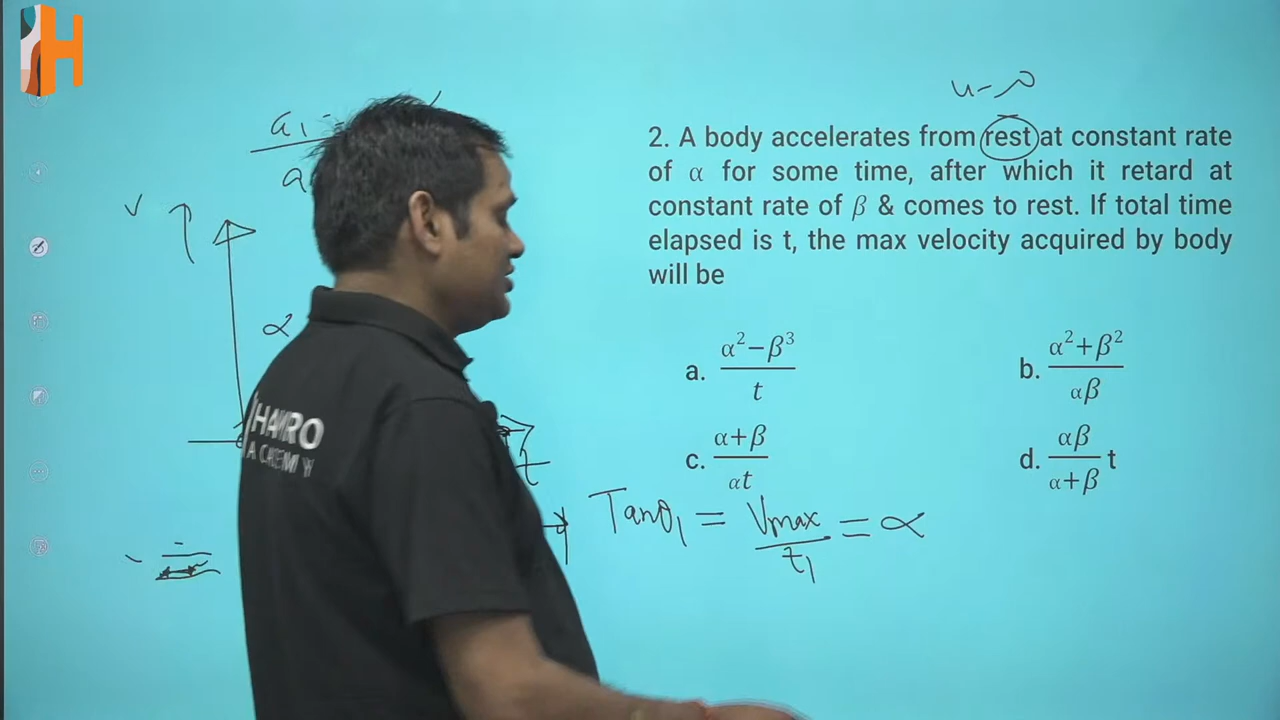 H
u-0
2. A body accelerates from rest at constant rate
of α for some time, after which it retard at
constant rate of β & comes to rest. If total time
elapsed is t, the max velocity acquired by body
will be
a. α²-β³/t
b. α²+β²/αβ
c. α+β/αt
d. αβ/α+β t
a₁ =
a
v
α
t
Tanθ₁ = Vmax/t₁ = α
HAMRO
ACADEMY